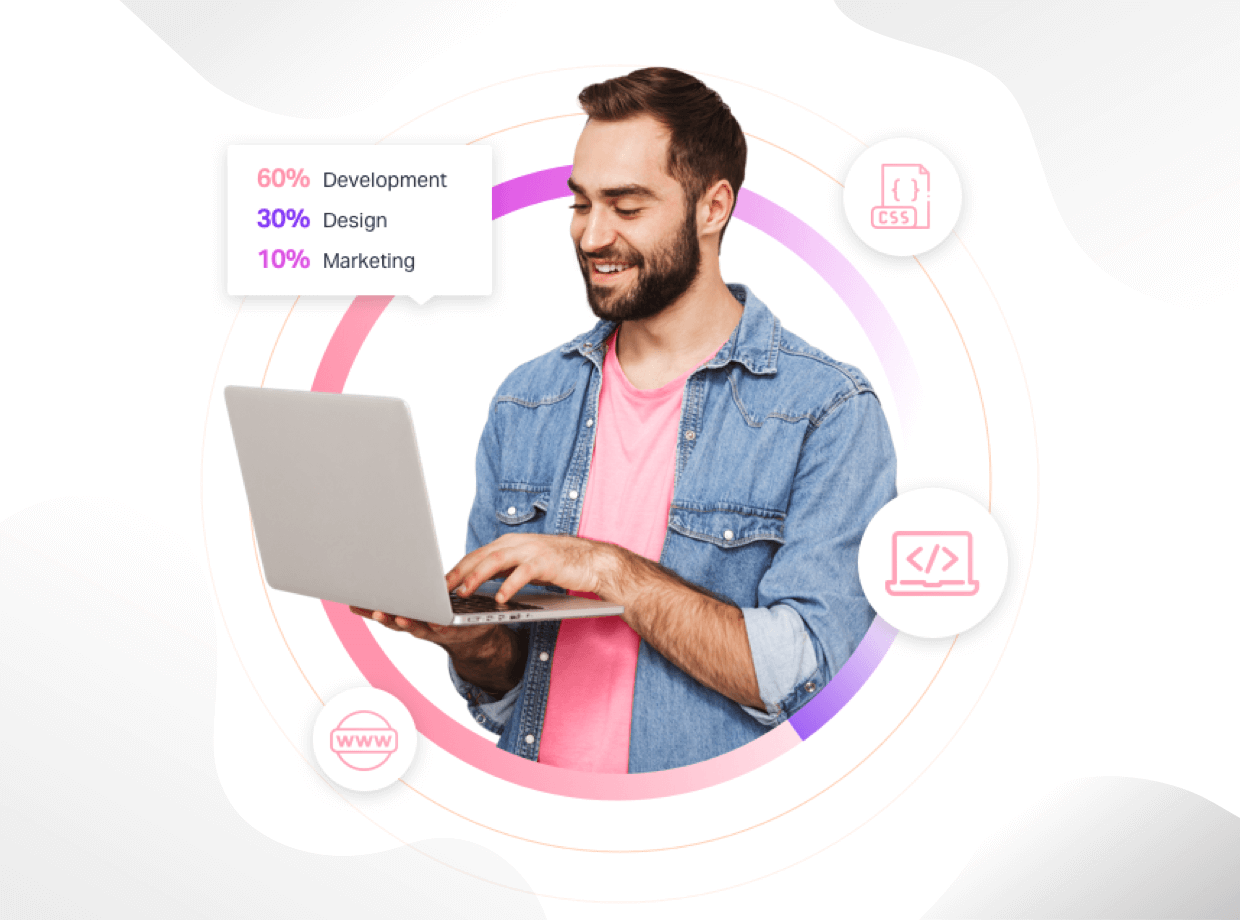 60% Development
30% Design
10% Marketing
{ }
CSS
</>
WWW